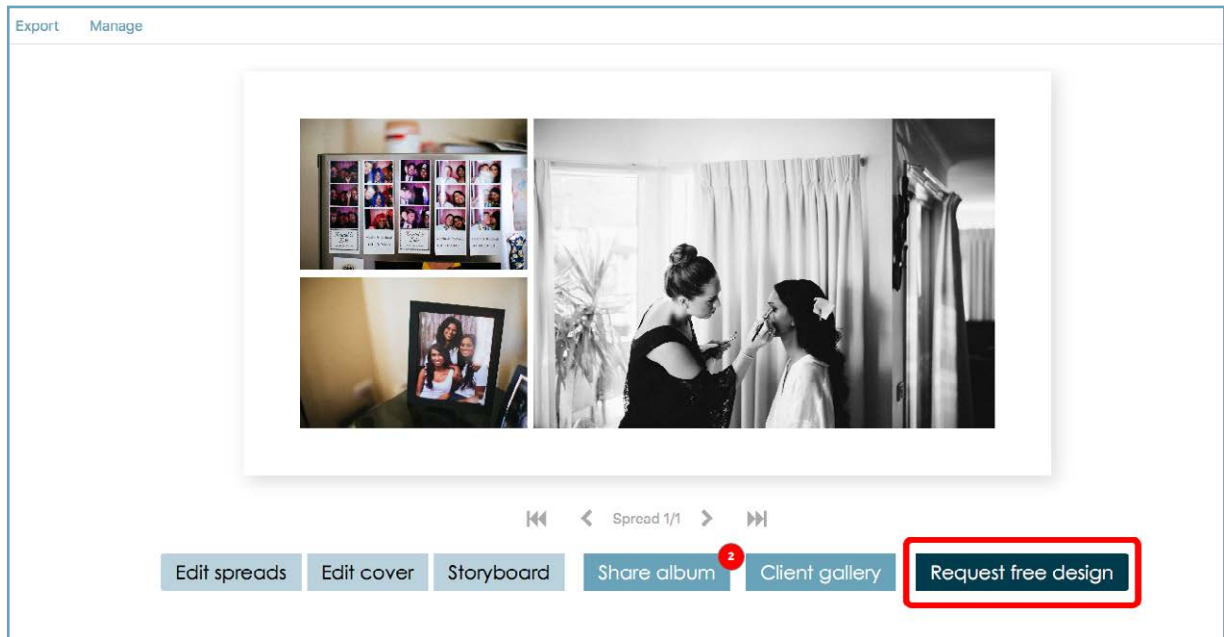 Export Manage
Spread 1/1
2
Edit spreads Edit cover Storyboard Share album Client gallery Request free design